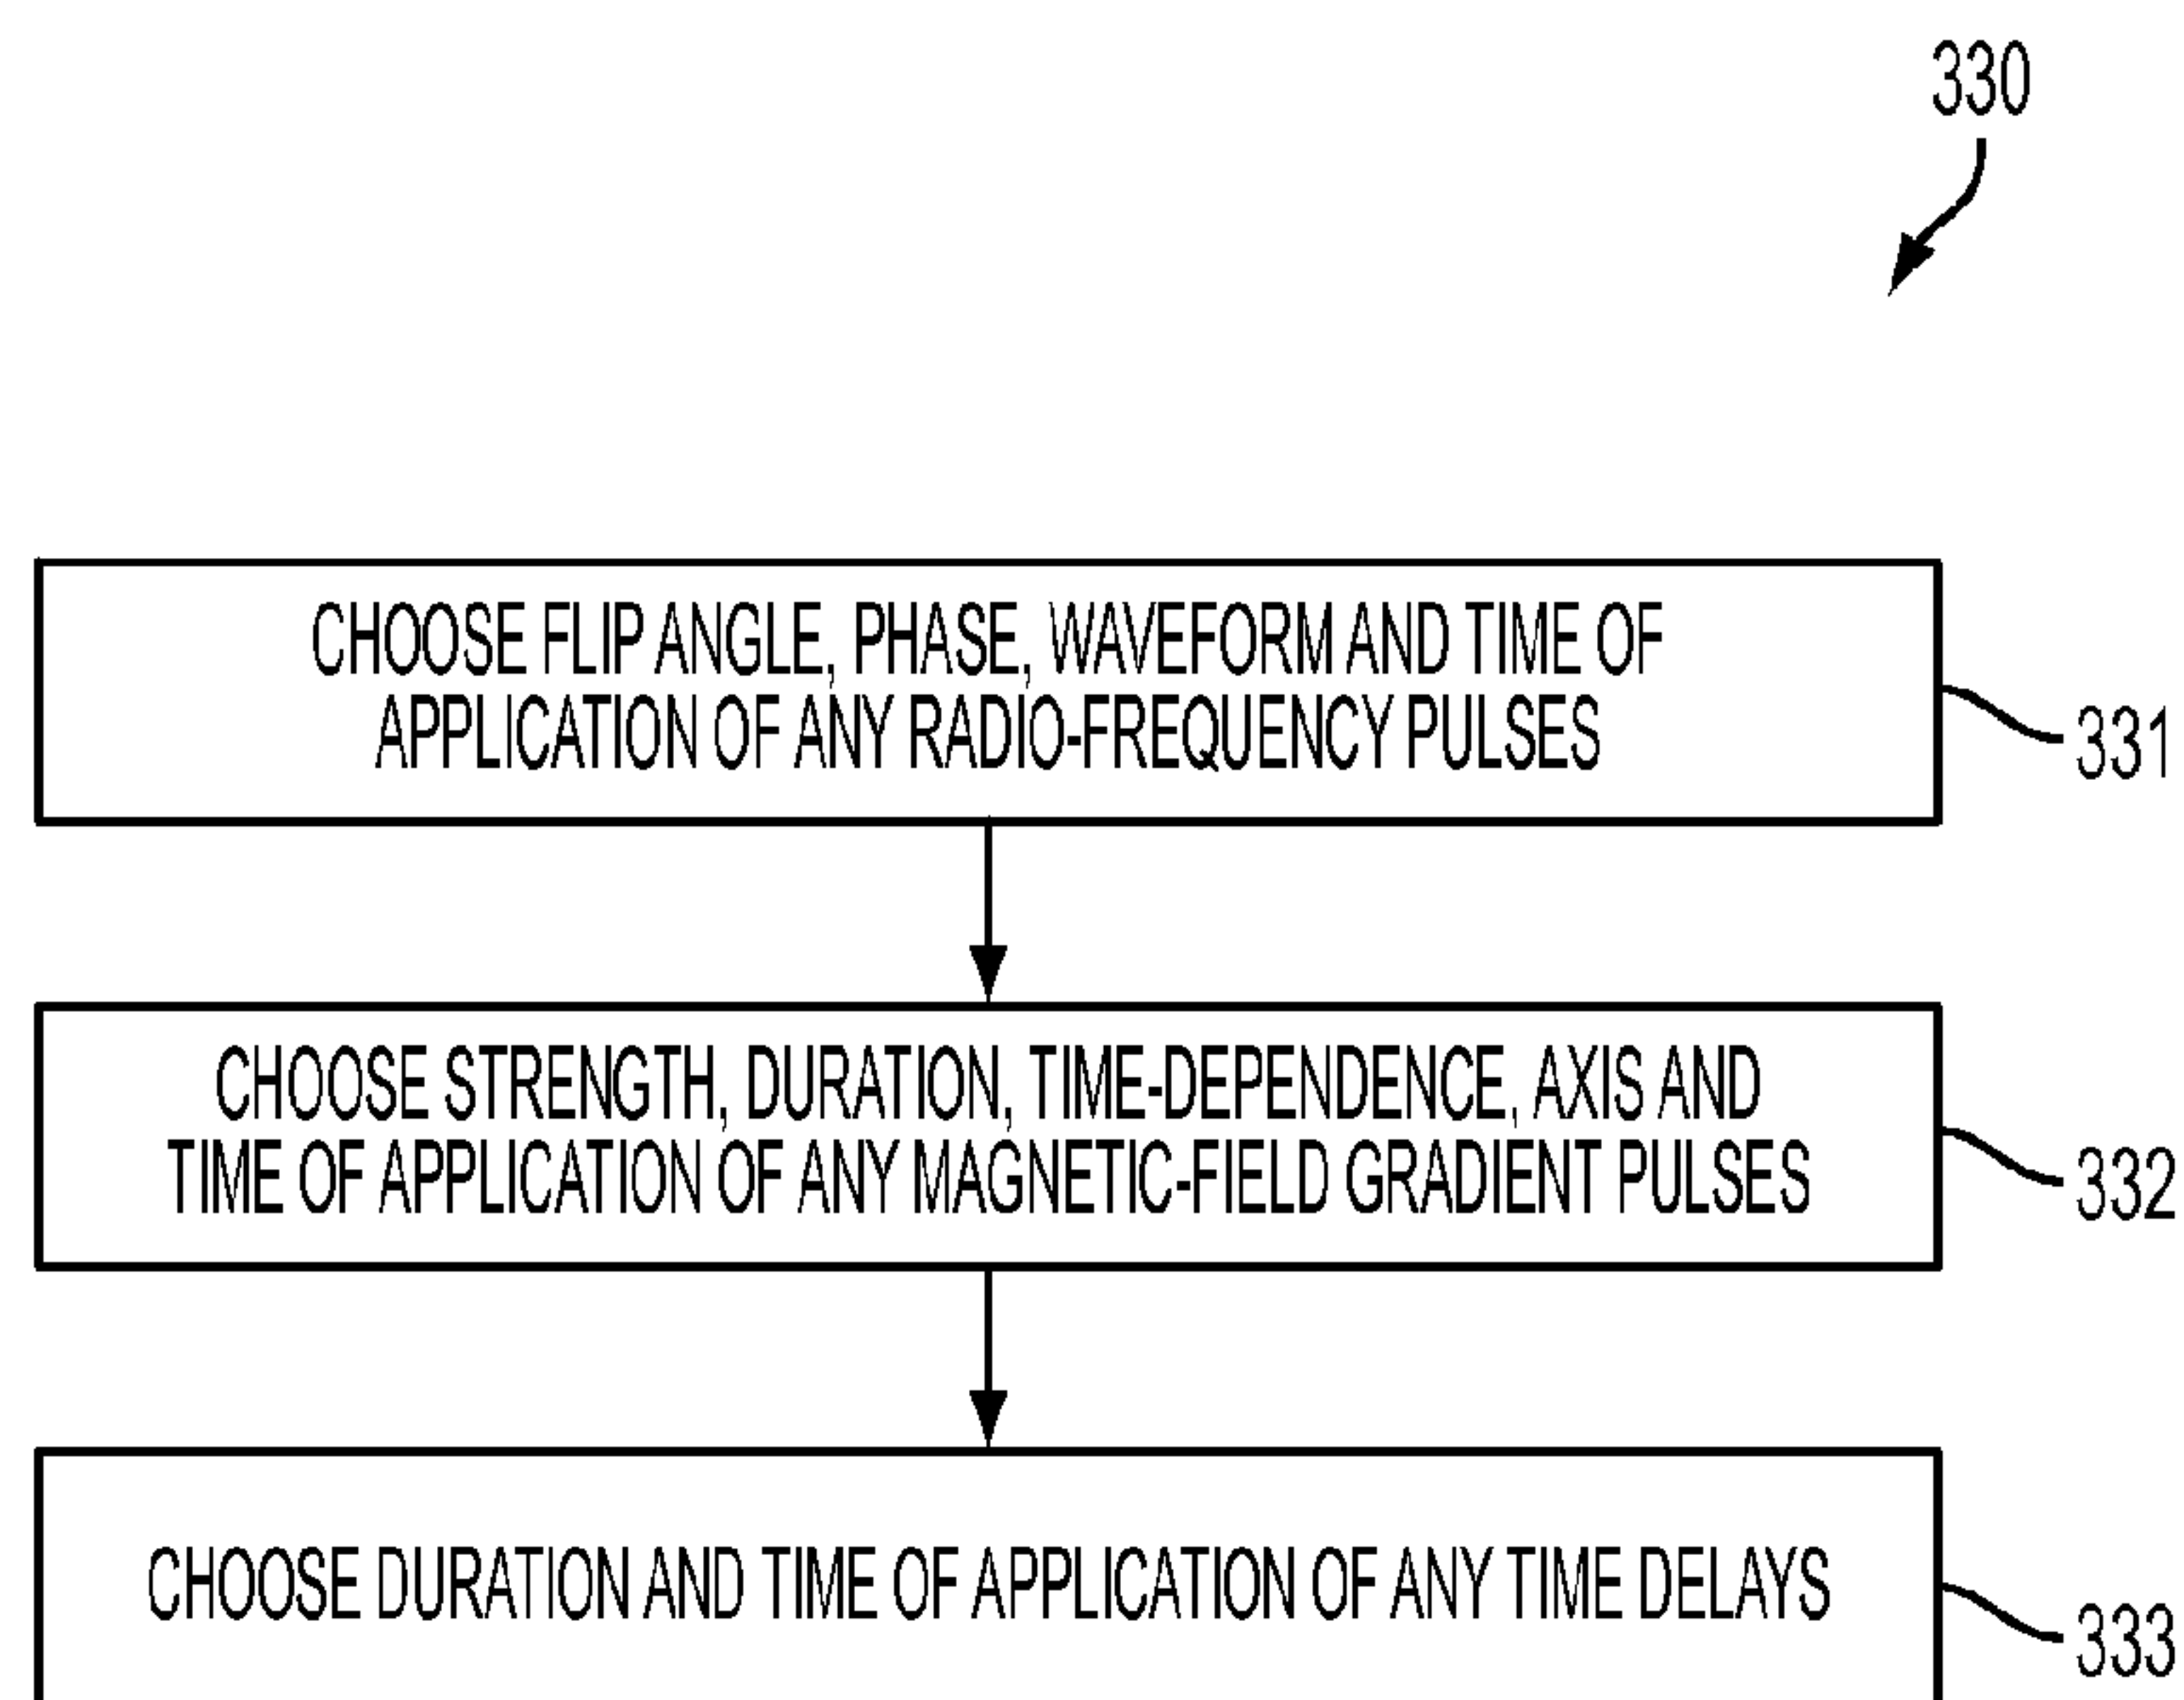 330
CHOOSE FLIP ANGLE, PHASE, WAVEFORM AND TIME OF
APPLICATION OF ANY RADIO-FREQUENCY PULSES
331
CHOOSE STRENGTH, DURATION, TIME-DEPENDENCE, AXIS AND
TIME OF APPLICATION OF ANY MAGNETIC-FIELD GRADIENT PULSES
332
CHOOSE DURATION AND TIME OF APPLICATION OF ANY TIME DELAYS
333